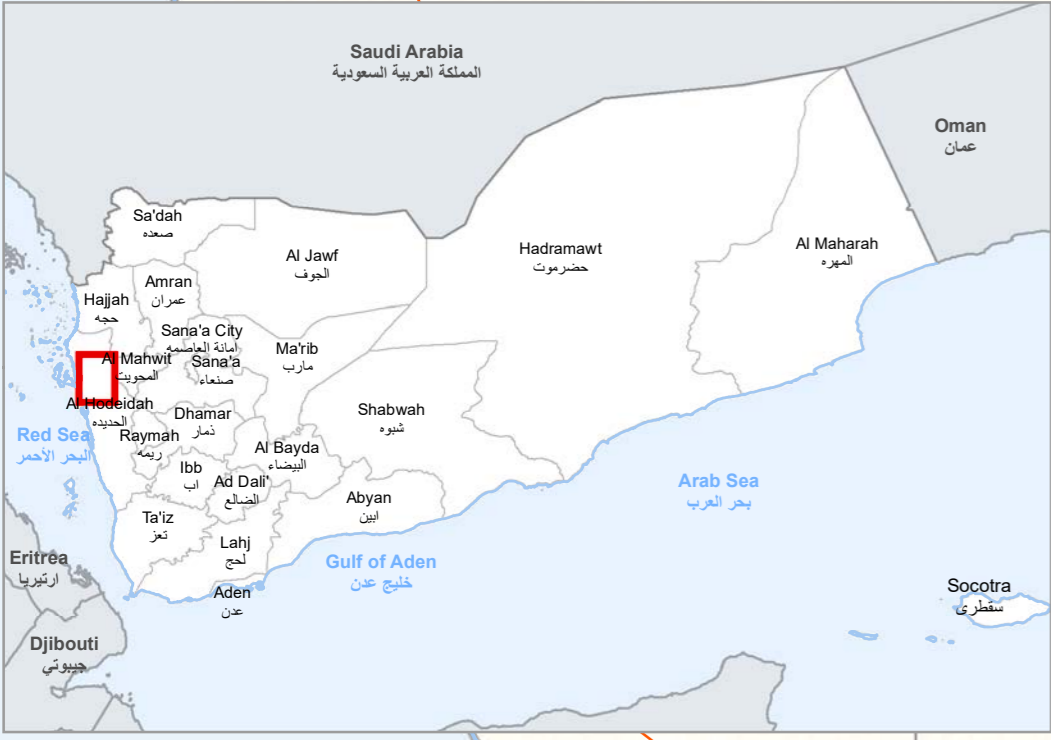 Saudi Arabia
المملكة العربية السعودية
Oman
عمان
Sa'dah
صعده
Al Jawf
الجوف
Hadramawt
حضرموت
Al Maharah
المهره
Amran
عمران
Hajjah
حجه
Sana'a City
أمانة العاصمه
Ma'rib
مارب
Al Mahwit
المحويت
Sana'a
صنعاء
Al Hodeidah
الحديده
Dhamar
ذمار
Shabwah
شبوه
Red Sea
البحر الأحمر
Raymah
ريمه
Al Bayda
البيضاء
Ibb
اب
Ad Dali'
الضالع
Arab Sea
بحر العرب
Abyan
ابين
Ta'iz
تعز
Lahj
لحج
Eritrea
ارتيريا
Gulf of Aden
خليج عدن
Aden
عدن
Socotra
سقطرى
Djibouti
جيبوتي